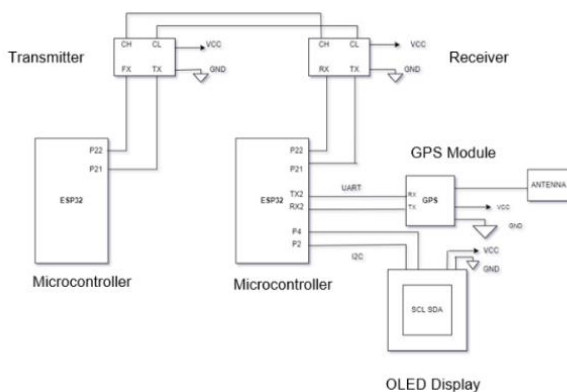 CH CL
VCC
CH CL
VCC
Transmitter
Receiver
FX TX
GND
RX TX
GND
P22
P21
ESP32
P22
P21
GPS Module
TX2
UART
RX
ANTENNA
ESP32
RX2
TX
GPS
VCC
GND
P4
P2
I2C
VCC
GND
Microcontroller
Microcontroller
SCL SDA
OLED Display